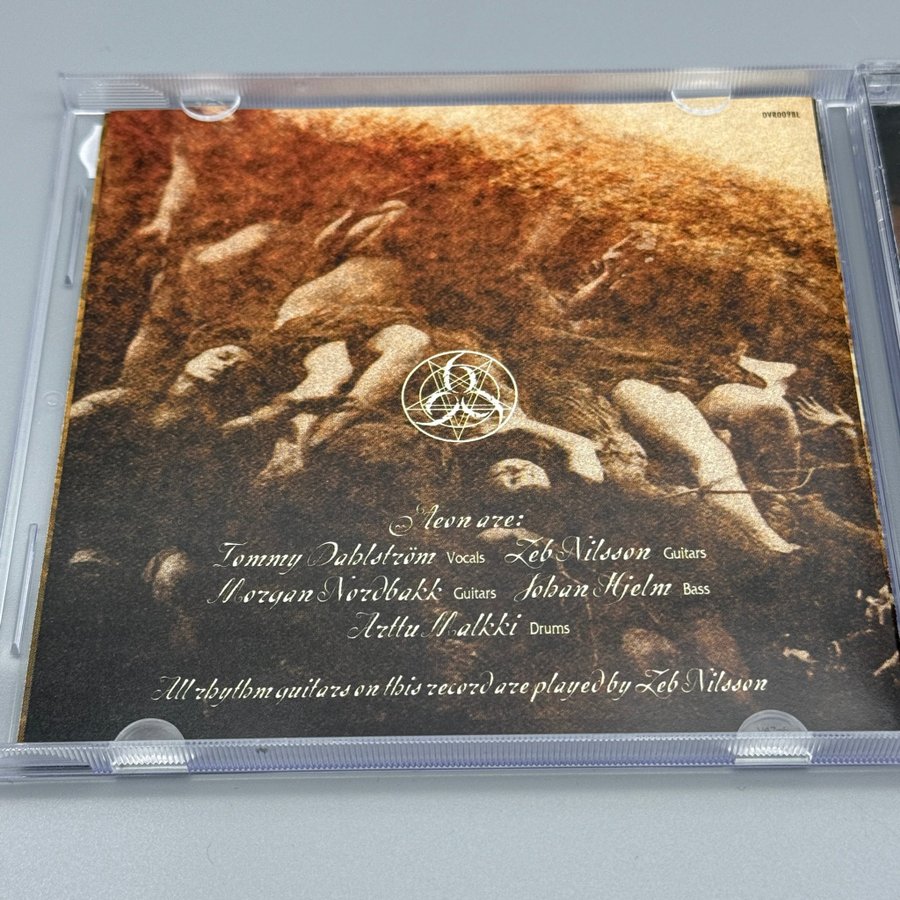 Aeon are:
Tommy Dahlström Vocals Zeb Nilsson Guitars
Morgan Nordbakk Guitars Johan Hjelm Bass
Arttu Malkki Drums
All rhythm guitars on this record are played by Zeb Nilsson